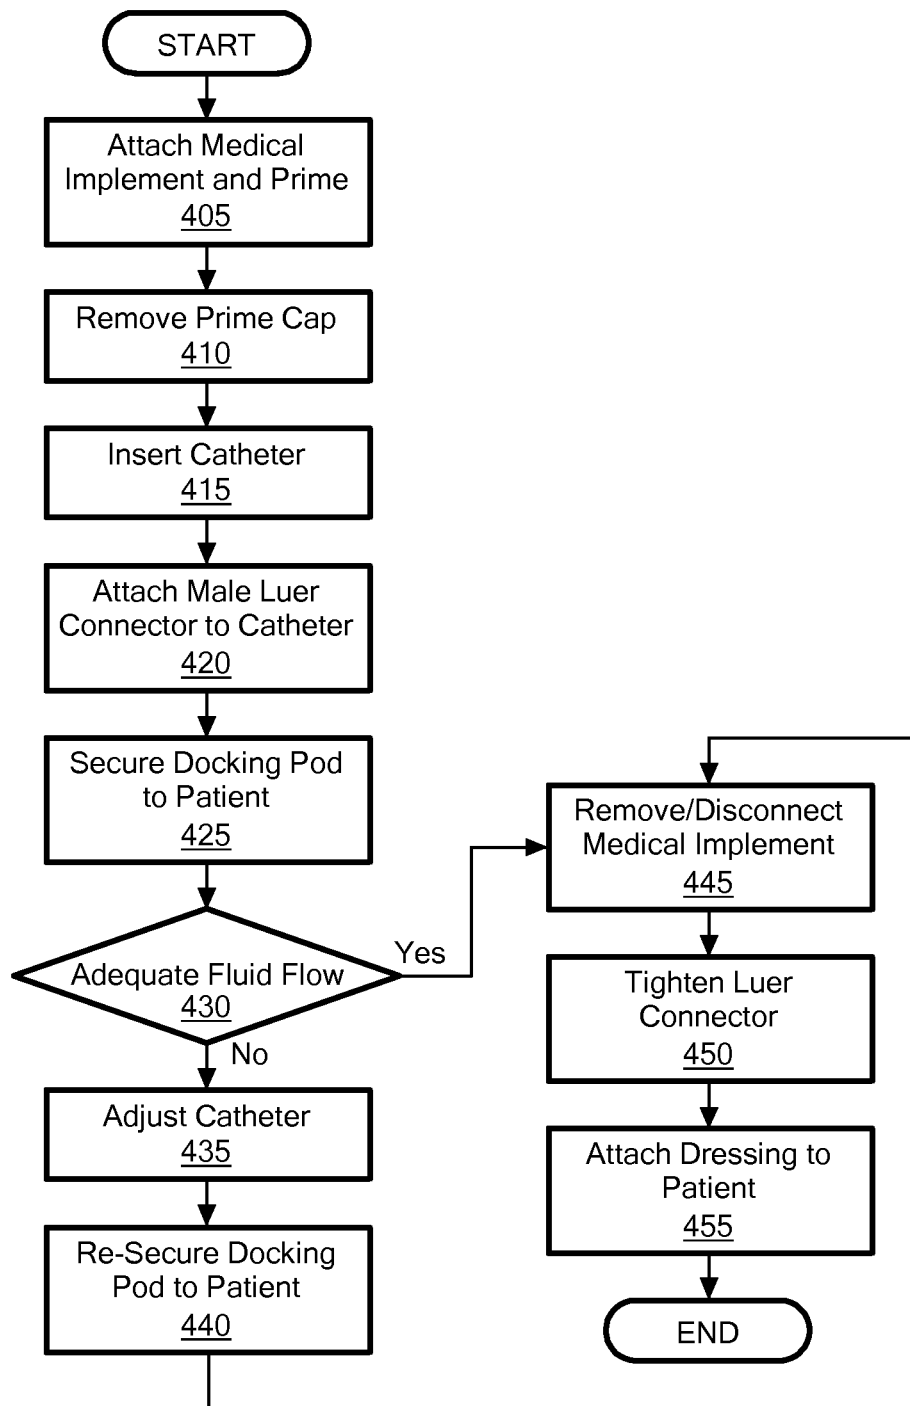 START
Attach Medical
Implement and Prime
405
Remove Prime Cap
410
Insert Catheter
415
Attach Male Luer
Connector to Catheter
420
Secure Docking Pod
to Patient
425
Adequate Fluid Flow
430
Yes
No
Adjust Catheter
435
Re-Secure Docking
Pod to Patient
440
Remove/Disconnect
Medical Implement
445
Tighten Luer
Connector
450
Attach Dressing to
Patient
455
END